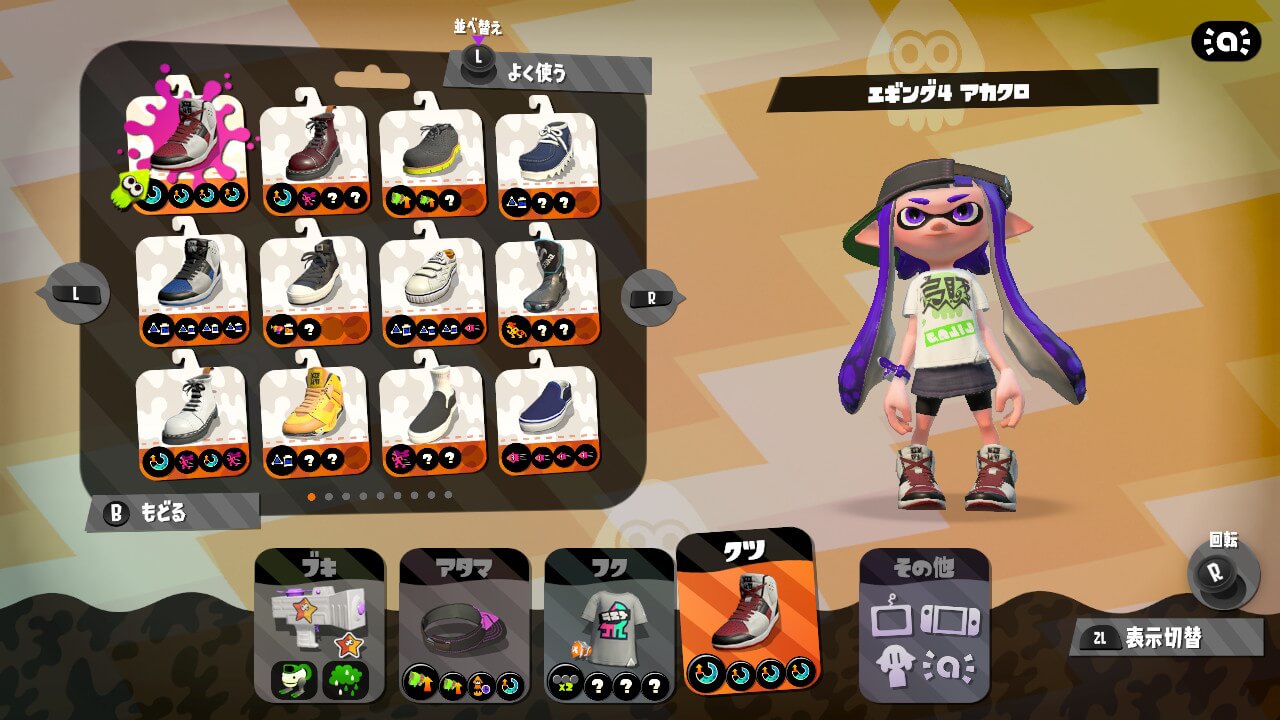 並べ替え
L
よく使う
エギング4 アカクロ
L
R
? ?
?
? ?
?
? ?
? ?
? ?
B もどる
ブキ
アタマ
フク
クツ
その他
x2 ? ? ?
回転
R
ZL 表示切替